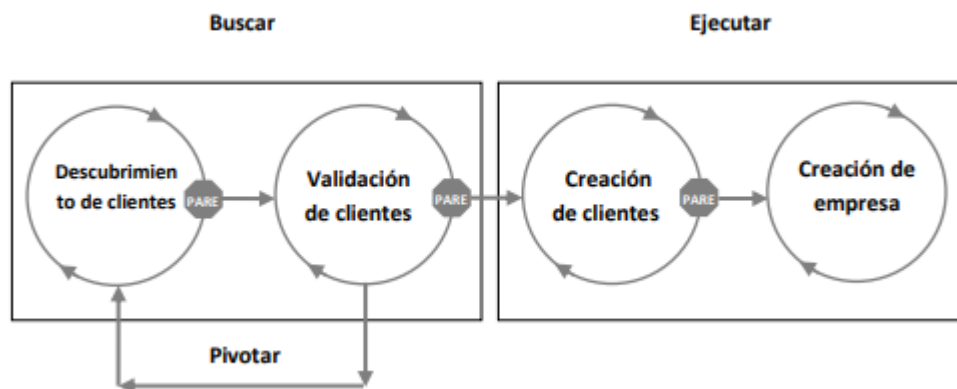 Buscar
Ejecutar
Descubrimien
to de clientes
PARE
Validación
de clientes
PARE
Creación
de clientes
PARE
Creación de
empresa
Pivotar